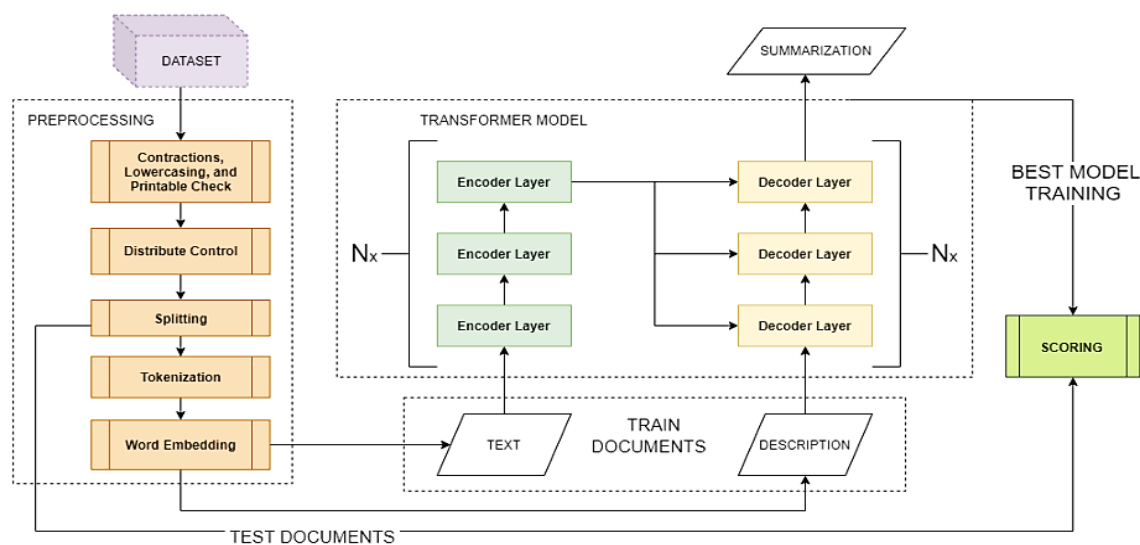 DATASET
SUMMARIZATION
PREPROCESSING
TRANSFORMER MODEL
Contractions,
Lowercasing, and
Printable Check
Distribute Control
Splitting
Tokenization
Word Embedding
Nx
Encoder Layer
Encoder Layer
Encoder Layer
Decoder Layer
Decoder Layer
Decoder Layer
Nx
BEST MODEL
TRAINING
SCORING
TEXT
TRAIN
DOCUMENTS
DESCRIPTION
TEST DOCUMENTS